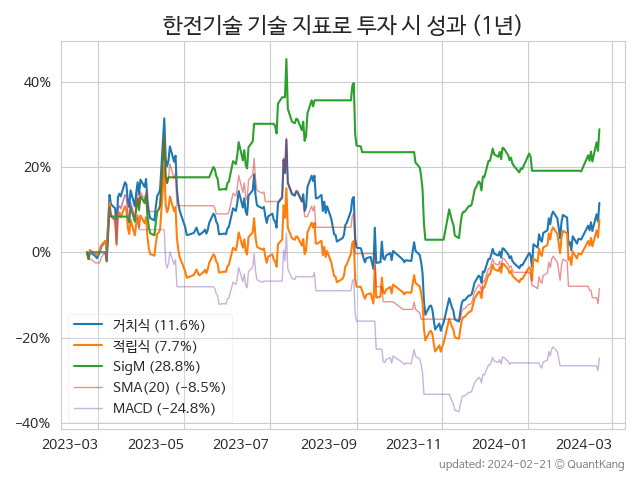 한전기술 기술 지표로 투자 시 성과 (1년)
40%
20%
0%
−20%
−40%
거치식 (11.6%)
적립식 (7.7%)
SigM (28.8%)
SMA(20) (−8.5%)
MACD (−24.8%)
2023-03 2023-05 2023-07 2023-09 2023-11 2024-01 2024-03
updated: 2024-02-21 © QuantKang